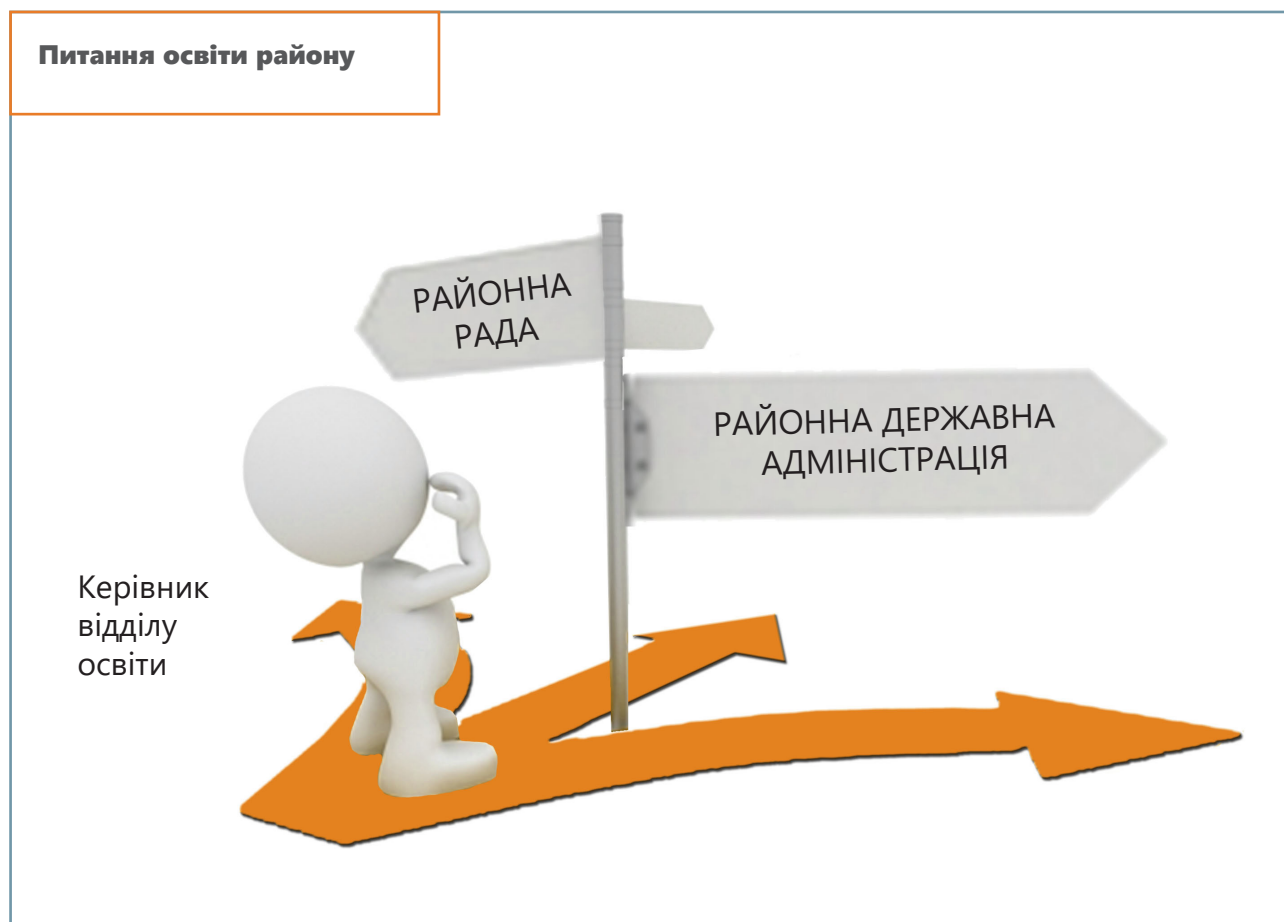 Питання освіти району
РАЙОННА
РАДА
РАЙОННА ДЕРЖАВНА
АДМІНІСТРАЦІЯ
Керівник
відділу
освіти